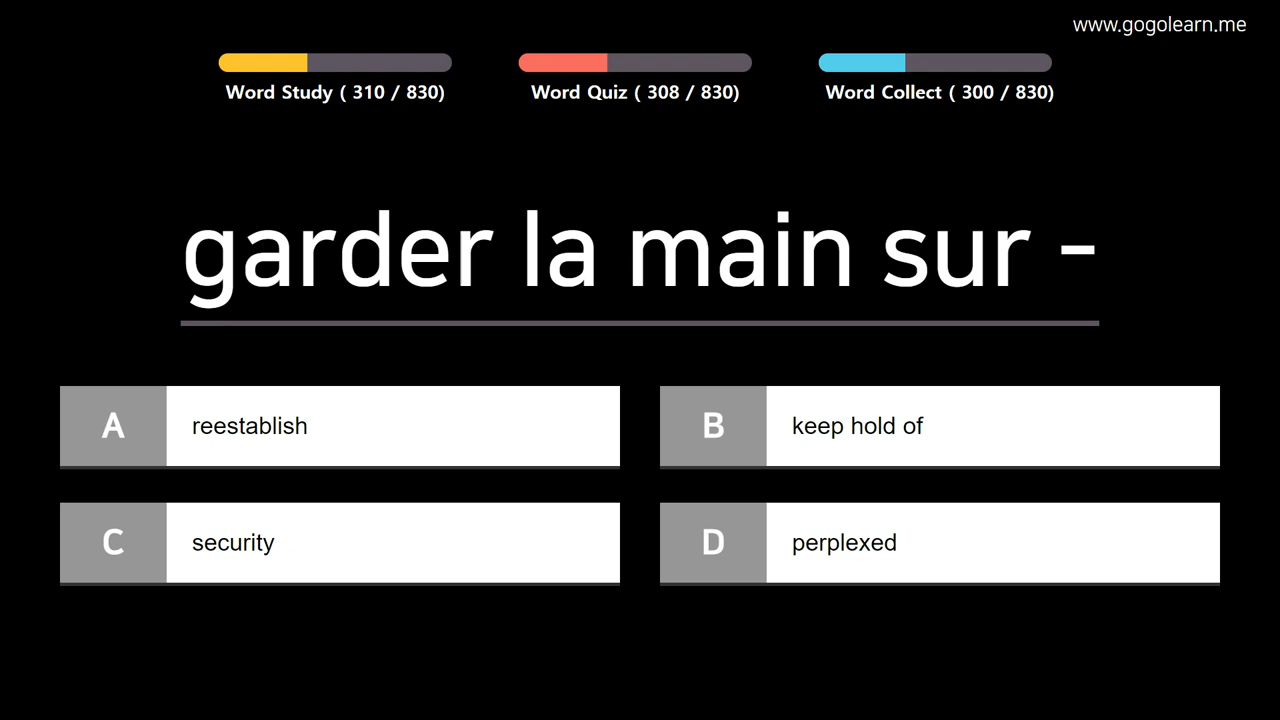 www.gogolearn.me
Word Study ( 310 / 830)
Word Quiz ( 308 / 830)
Word Collect ( 300 / 830)
garder la main sur -
A reestablish
B keep hold of
C security
D perplexed